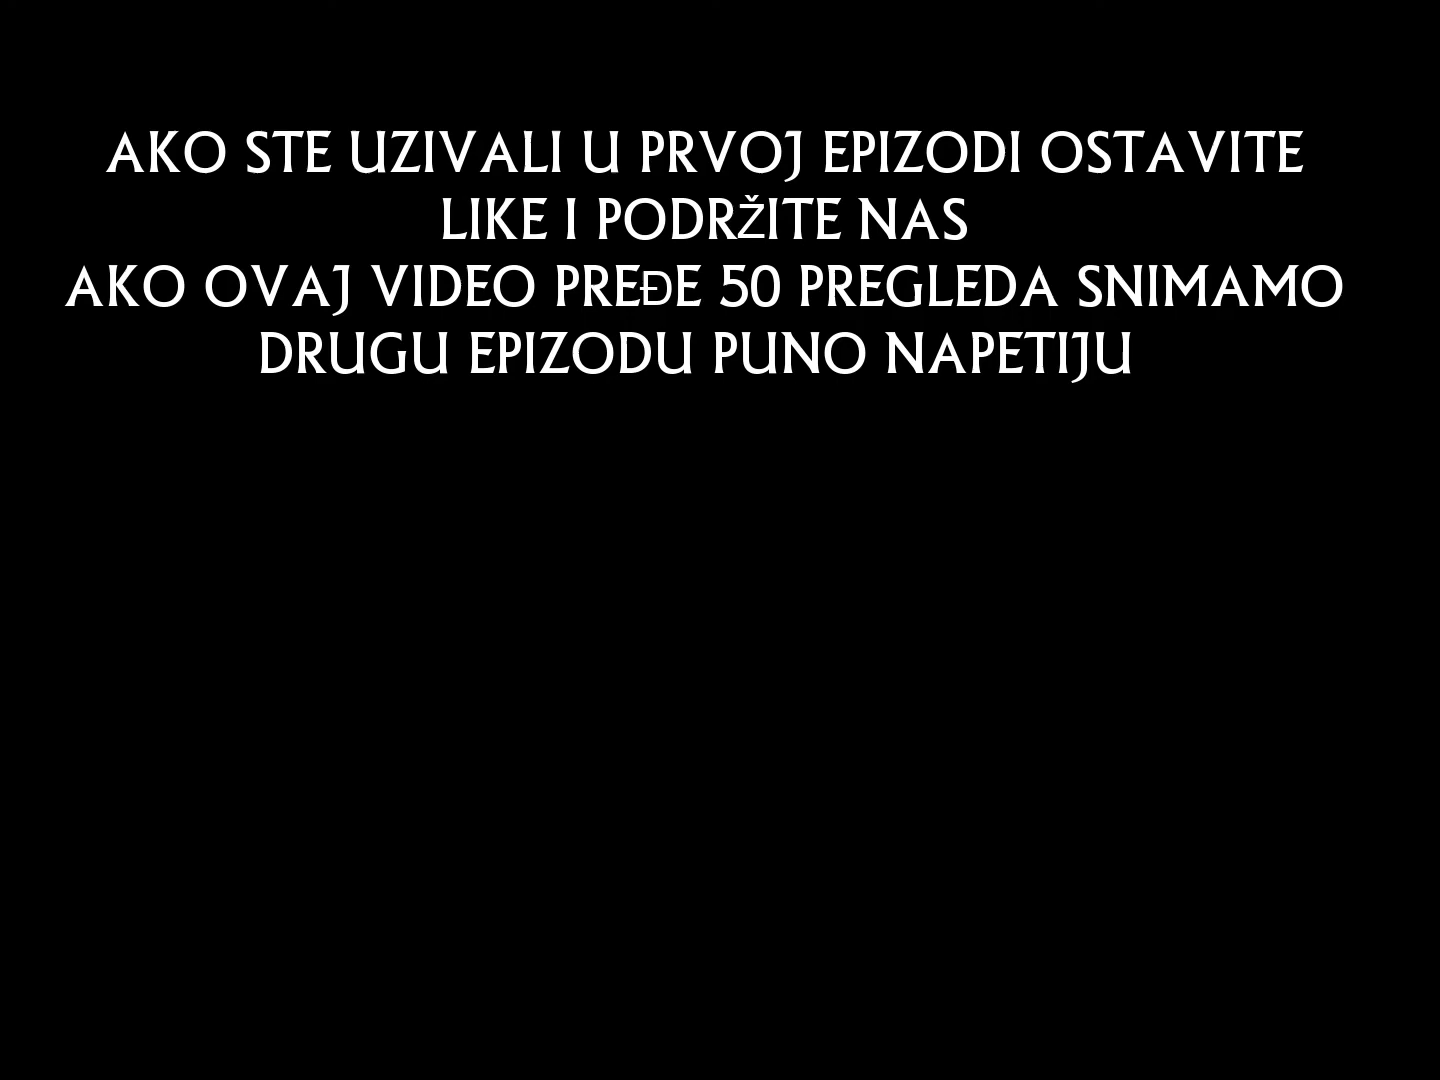 AKO STE UZIVALI U PRVOJ EPIZODI OSTAVITE
LIKE I PODRŽITE NAS
AKO OVAJ VIDEO PREĐE 50 PREGLEDA SNIMAMO
DRUGU EPIZODU PUNO NAPETIJU